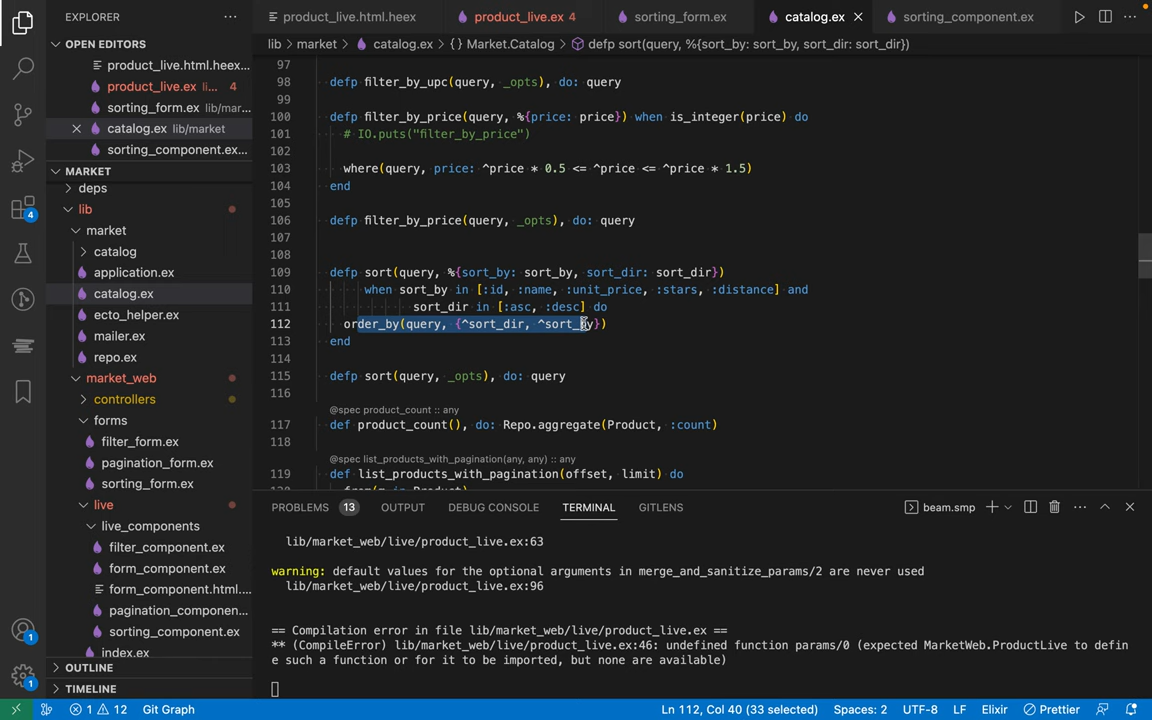 EXPLORER
product_live.html.heex
product_live.ex 4
sorting_form.ex
catalog.ex
sorting_component.ex
OPEN EDITORS
lib > market > catalog.ex > {} Market.Catalog > defp sort(query, %{sort_by: sort_by, sort_dir: sort_dir})
product_live.html.heex...
product_live.ex li... 4
sorting_form.ex lib/mar...
catalog.ex lib/market
sorting_component.ex...
MARKET
deps
lib
market
catalog
application.ex
catalog.ex
ecto_helper.ex
mailer.ex
repo.ex
market_web
controllers
forms
filter_form.ex
pagination_form.ex
sorting_form.ex
live
live_components
filter_component.ex
form_component.ex
form_component.html....
pagination_componen...
sorting_component.ex
index.ex
OUTLINE
TIMELINE
4
1
1
97
98 defp filter_by_upc(query, _opts), do: query
99
100 defp filter_by_price(query, %{price: price}) when is_integer(price) do
101 # IO.puts("filter_by_price")
102
103 where(query, price: ^price * 0.5 <= ^price <= ^price * 1.5)
104 end
105
106 defp filter_by_price(query, _opts), do: query
107
108
109 defp sort(query, %{sort_by: sort_by, sort_dir: sort_dir})
110 when sort_by in [:id, :name, :unit_price, :stars, :distance] and
111 sort_dir in [:asc, :desc] do
112 order_by(query, {^sort_dir, ^sort_by})
113 end
114
115 defp sort(query, _opts), do: query
116
@spec product_count :: any
117 def product_count(), do: Repo.aggregate(Product, :count)
118
@spec list_products_with_pagination(any, any) :: any
119 def list_products_with_pagination(offset, limit) do
PROBLEMS 13 OUTPUT DEBUG CONSOLE TERMINAL GITLENS
beam.smp
lib/market_web/live/product_live.ex:63
warning: default values for the optional arguments in merge_and_sanitize_params/2 are never used
lib/market_web/live/product_live.ex:96
== Compilation error in file lib/market_web/live/product_live.ex ==
** (CompileError) lib/market_web/live/product_live.ex:46: undefined function params/0 (expected MarketWeb.ProductLive to defin
e such a function or for it to be imported, but none are available)
1 12 Git Graph Ln 112, Col 40 (33 selected) Spaces: 2 UTF-8 LF Elixir Prettier